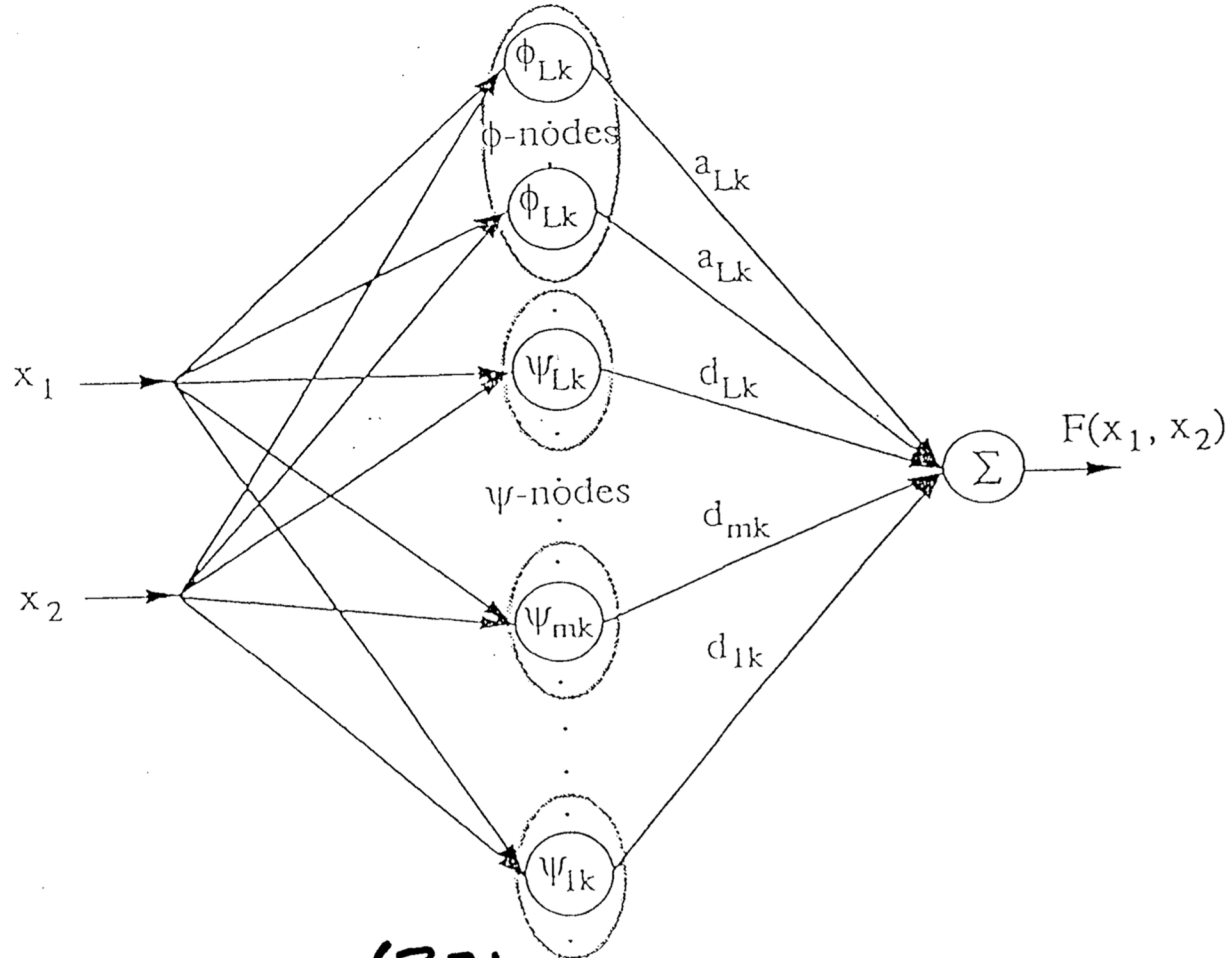 ϕ_Lk
ϕ-nodes
ϕ_Lk
a_Lk
a_Lk
x_1
ψ_Lk
d_Lk
F(x_1, x_2)
Σ
ψ-nodes
d_mk
x_2
ψ_mk
d_1k
ψ_1k